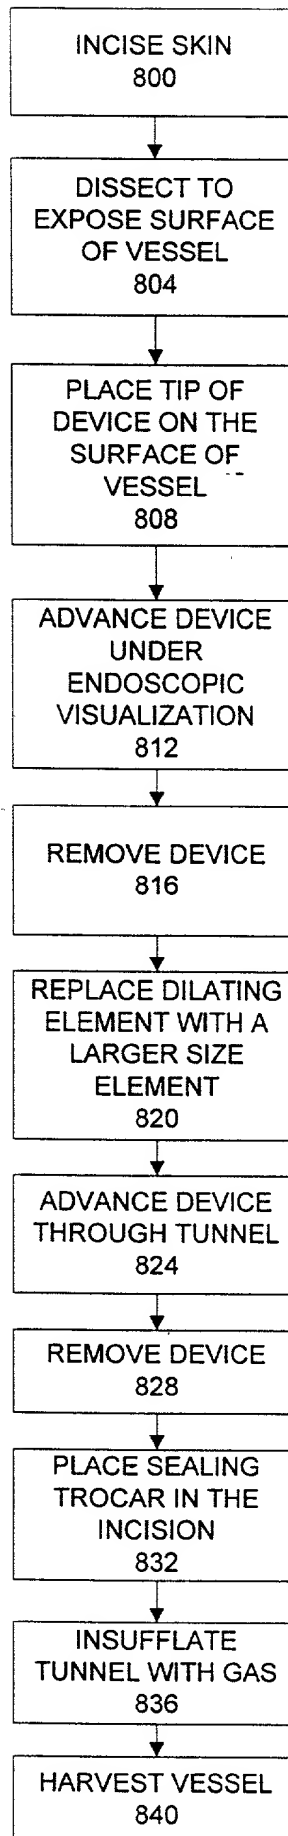 INCISE SKIN
800
DISSECT TO
EXPOSE SURFACE
OF VESSEL
804
PLACE TIP OF
DEVICE ON THE
SURFACE OF
VESSEL
808
ADVANCE DEVICE
UNDER
ENDOSCOPIC
VISUALIZATION
812
REMOVE DEVICE
816
REPLACE DILATING
ELEMENT WITH A
LARGER SIZE
ELEMENT
820
ADVANCE DEVICE
THROUGH TUNNEL
824
REMOVE DEVICE
828
PLACE SEALING
TROCAR IN THE
INCISION
832
INSUFFLATE
TUNNEL WITH GAS
836
HARVEST VESSEL
840